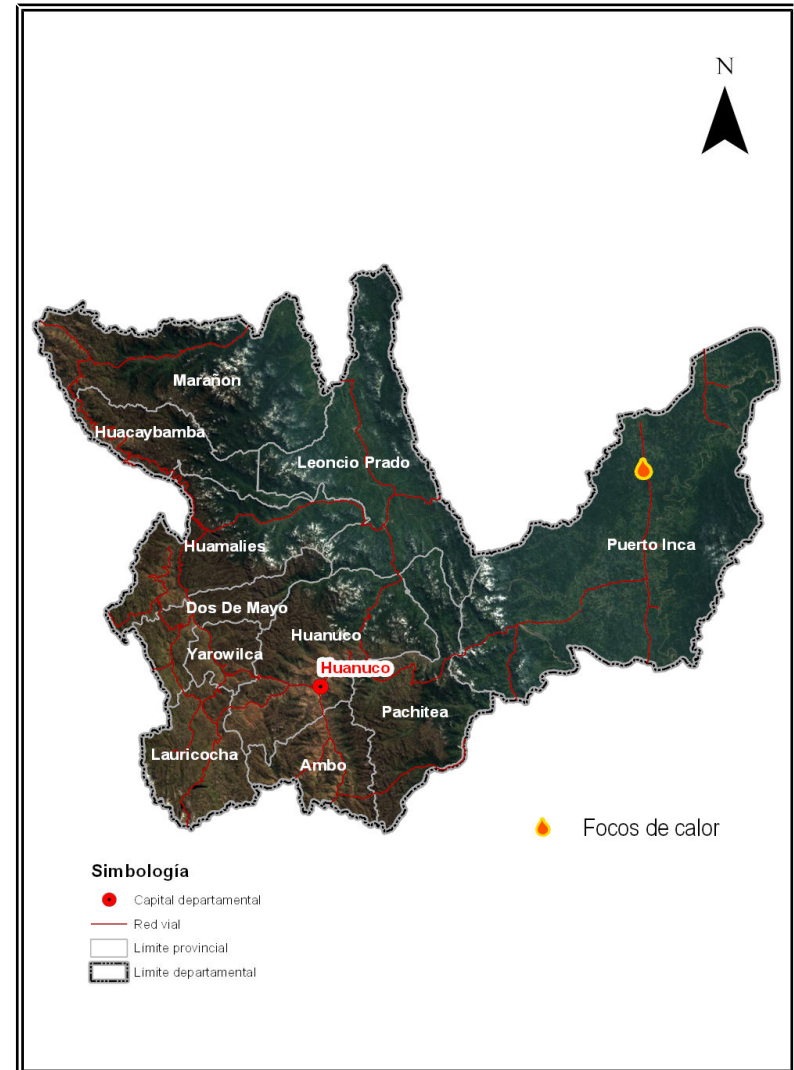 N
Marañon
Huacaybamba
Leoncio Prado
Huamalies
Puerto Inca
Dos De Mayo
Huanuco
Yarowilca
Huanuco
Pachitea
Lauricocha
Ambo
Focos de calor
Simbología
Capital departamental
Red vial
Límite provincial
Límite departamental